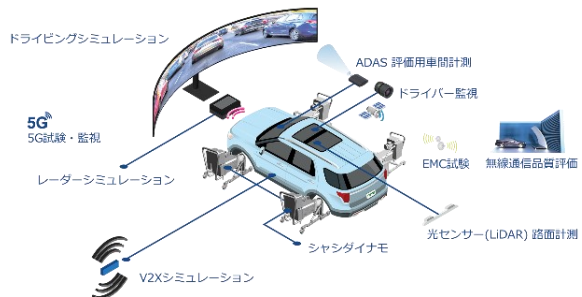 ドライビングシミュレーション
ADAS 評価用車間計測
ドライバー監視
5G
5G試験・監視
EMC試験
無線通信品質評価
レーダーシミュレーション
光センサー(LiDAR) 路面計測
シャシダイナモ
V2Xシミュレーション